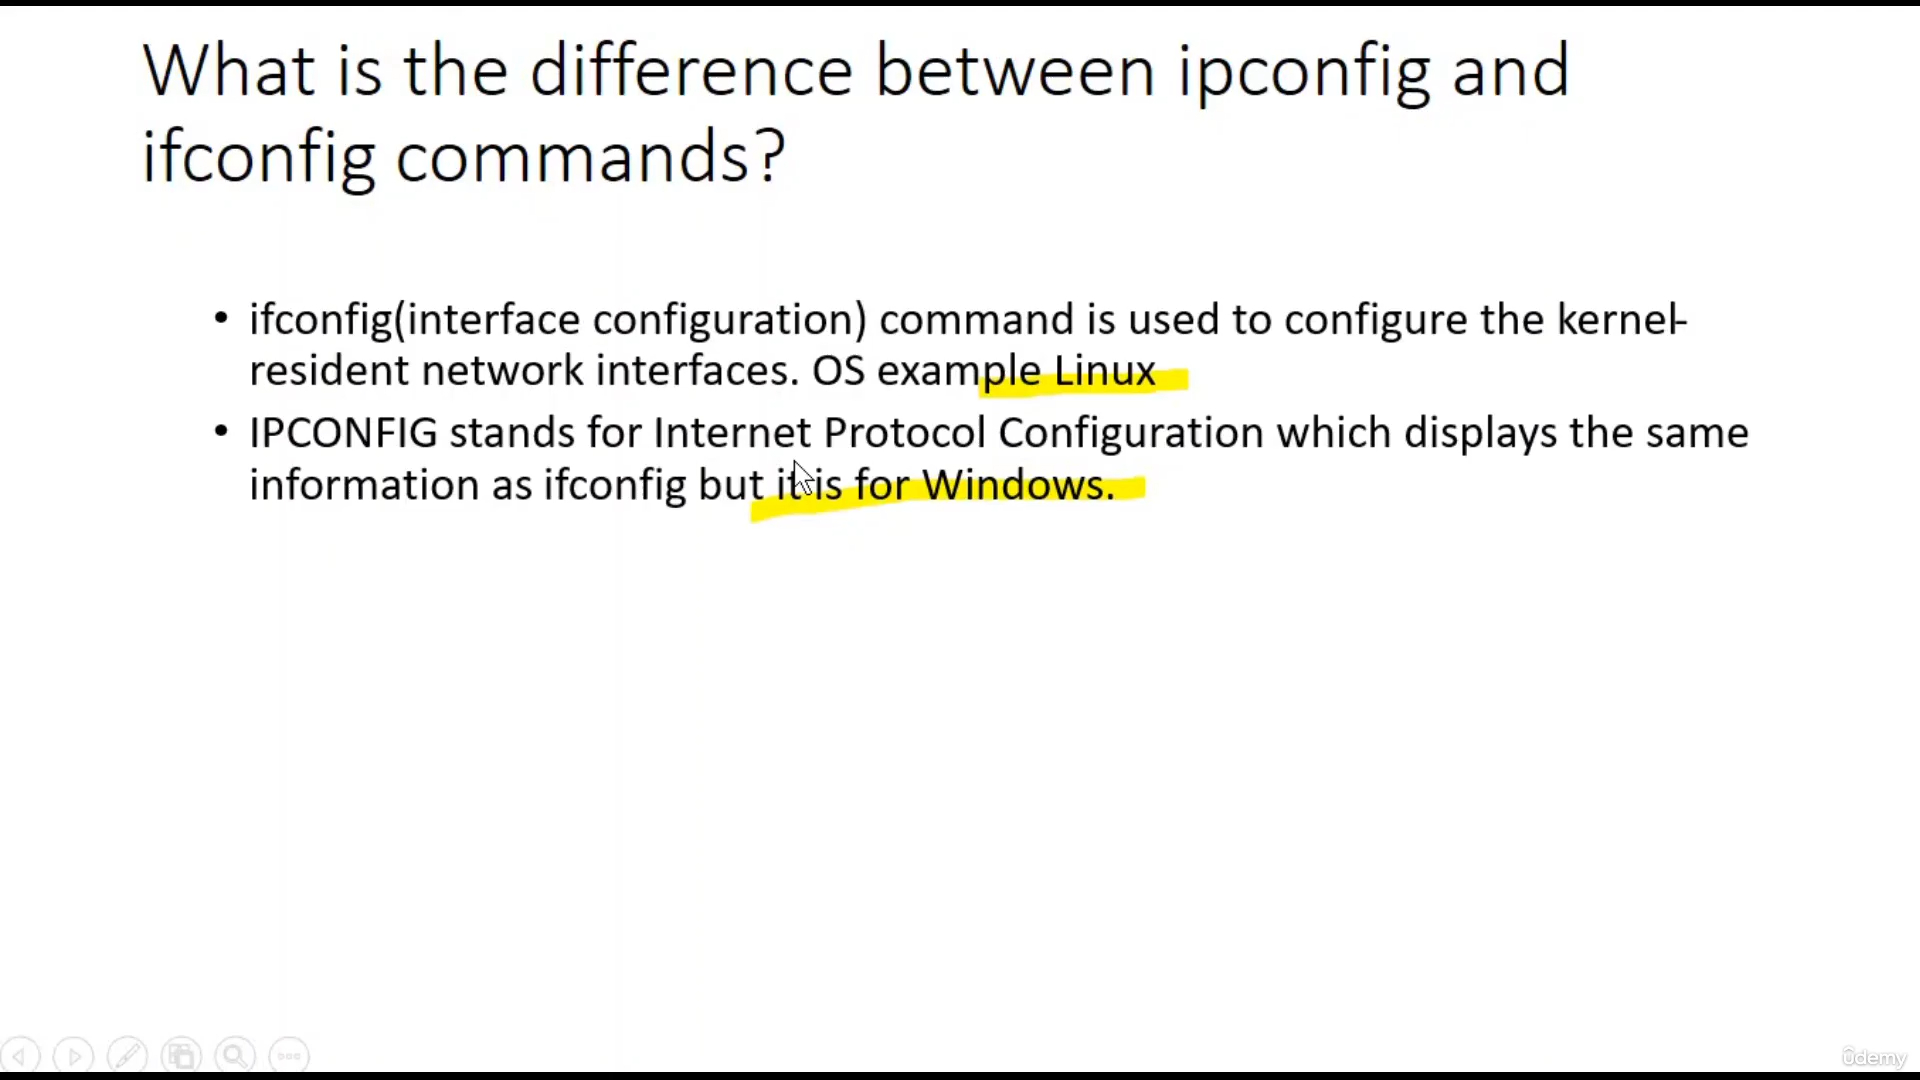 What is the difference between ipconfig and
ifconfig commands?
• ifconfig(interface configuration) command is used to configure the kernel-
resident network interfaces. OS example Linux
• IPCONFIG stands for Internet Protocol Configuration which displays the same
information as ifconfig but it is for Windows.
ûdemy